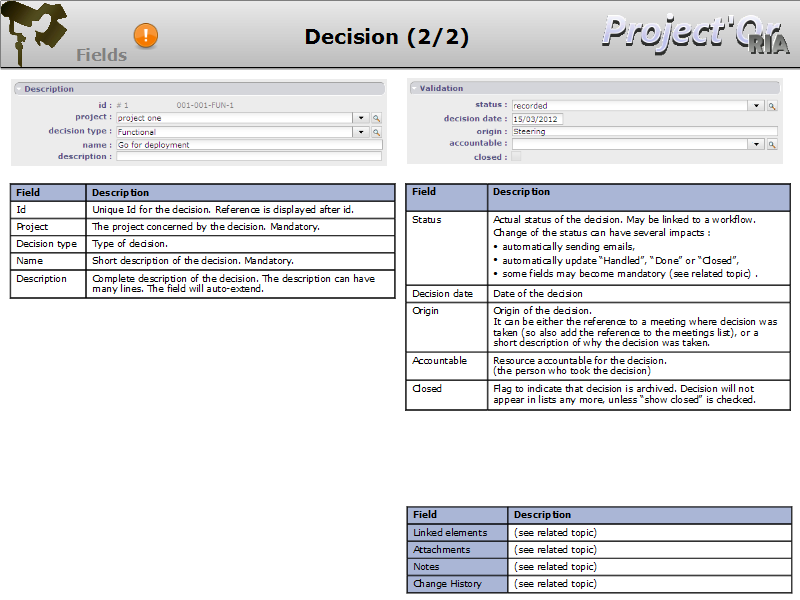 Fields
Decision (2/2)
Project'Or
RIA
Description
id : # 1 001-001-FUN-1
project : project one
decision type : Functional
name : Go for deployment
description :
Validation
status : recorded
decision date : 15/03/2012
origin : Steering
accountable :
closed :
Field Description
Id Unique Id for the decision. Reference is displayed after id.
Project The project concerned by the decision. Mandatory.
Decision type Type of decision.
Name Short description of the decision. Mandatory.
Description Complete description of the decision. The description can have
many lines. The field will auto-extend.
Field Description
Status Actual status of the decision. May be linked to a workflow.
Change of the status can have several impacts :
• automatically sending emails,
• automatically update “Handled”, “Done” or “Closed”,
• some fields may become mandatory (see related topic) .
Decision date Date of the decision
Origin Origin of the decision.
It can be either the reference to a meeting where decision was
taken (so also add the reference to the meetings list), or a
short description of why the decision was taken.
Accountable Resource accountable for the decision.
(the person who took the decision)
Closed Flag to indicate that decision is archived. Decision will not
appear in lists any more, unless “show closed” is checked.
Field Description
Linked elements (see related topic)
Attachments (see related topic)
Notes (see related topic)
Change History (see related topic)